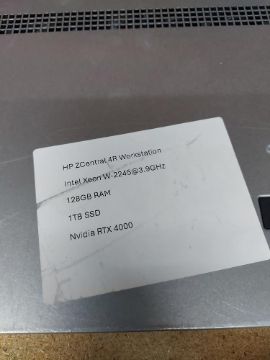 HP ZCentral 4R Workstation
Intel Xeon W-2245@3.9GHz
128GB RAM
1TB SSD
Nvidia RTX 4000